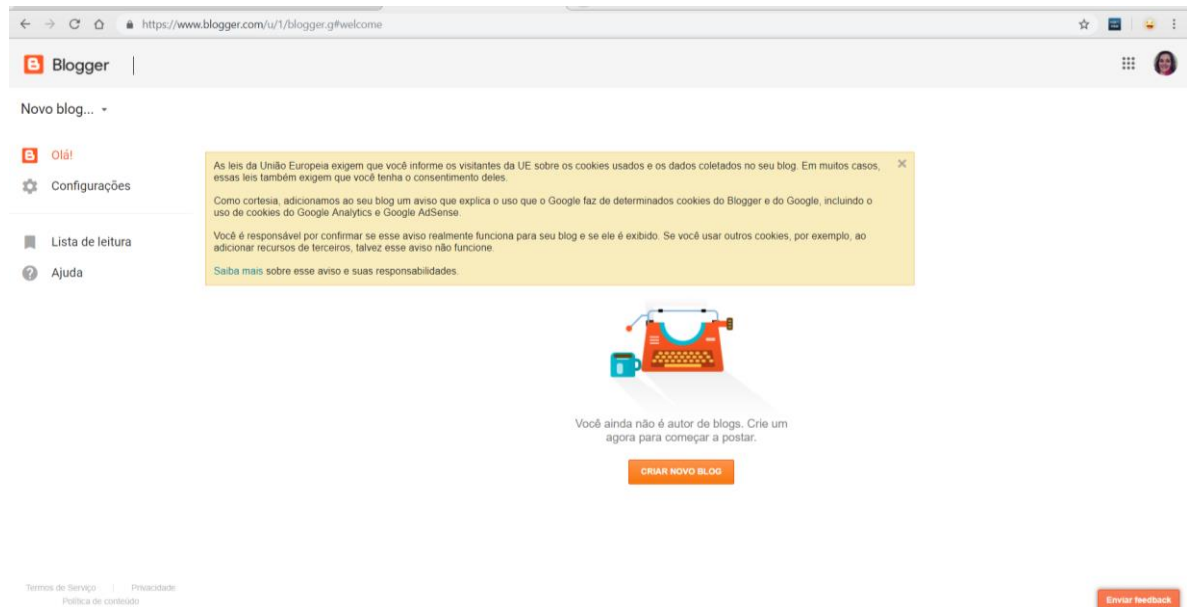 https://www.blogger.com/u/1/blogger.g#welcome
Blogger
Novo blog...
Olá!
Configurações
Lista de leitura
Ajuda
As leis da União Europeia exigem que você informe os visitantes da UE sobre os cookies usados e os dados coletados no seu blog. Em muitos casos,
essas leis também exigem que você tenha o consentimento deles.
Como cortesia, adicionamos ao seu blog um aviso que explica o uso que o Google faz de determinados cookies do Blogger e do Google, incluindo o
uso de cookies do Google Analytics e Google AdSense.
Você é responsável por confirmar se esse aviso realmente funciona para seu blog e se ele é exibido. Se você usar outros cookies, por exemplo, ao
adicionar recursos de terceiros, talvez esse aviso não funcione.
Saiba mais sobre esse aviso e suas responsabilidades.
Você ainda não é autor de blogs. Crie um
agora para começar a postar.
CRIAR NOVO BLOG
Termos de Serviço | Privacidade
Política de conteúdo
Enviar feedback